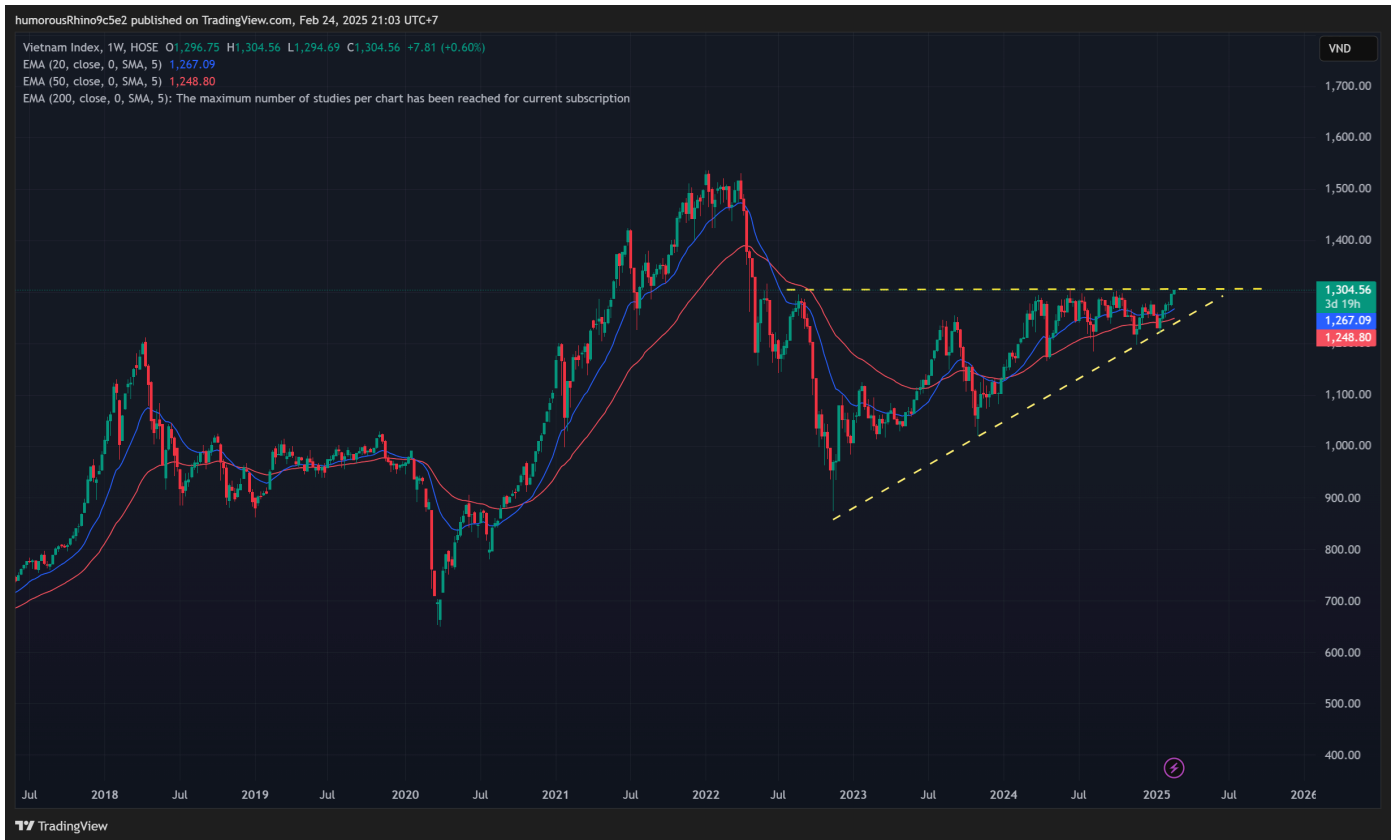 humorousRhino9c5e2 published on TradingView.com, Feb 24, 2025 21:03 UTC+7
Vietnam Index, 1W, HOSE O1,296.75 H1,304.56 L1,294.69 C1,304.56 +7.81 (+0.60%)
EMA (20, close, 0, SMA, 5) 1,267.09
EMA (50, close, 0, SMA, 5) 1,248.80
EMA (200, close, 0, SMA, 5): The maximum number of studies per chart has been reached for current subscription
VND
1,700.00
1,600.00
1,500.00
1,400.00
1,304.56
3d 19h
1,267.09
1,248.80
1,100.00
1,000.00
900.00
800.00
700.00
600.00
500.00
400.00
Jul 2018 Jul 2019 Jul 2020 Jul 2021 Jul 2022 Jul 2023 Jul 2024 Jul 2025 Jul 2026
TradingView